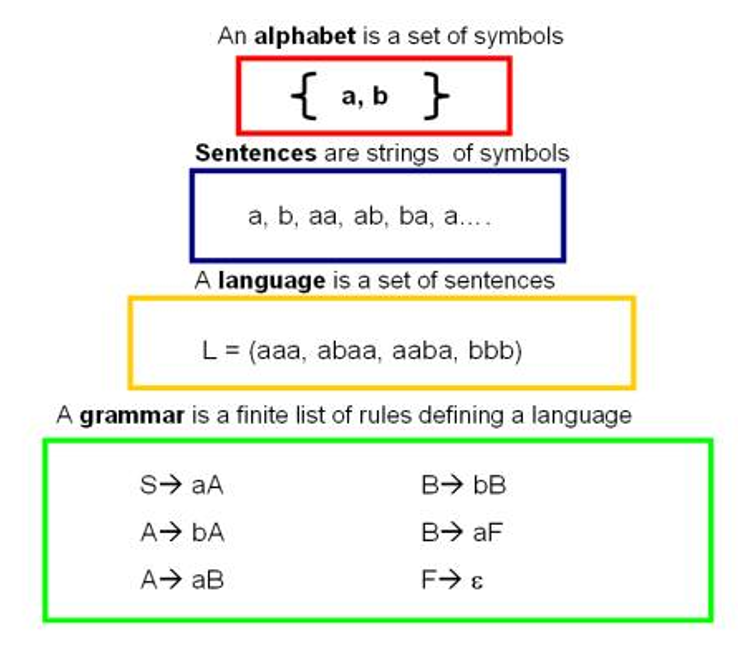 An alphabet is a set of symbols
{ a, b }
Sentences are strings of symbols
a, b, aa, ab, ba, a....
A language is a set of sentences
L = (aaa, abaa, aaba, bbb)
A grammar is a finite list of rules defining a language
S→ aA B→ bB
A→ bA B→ aF
A→ aB F→ ε